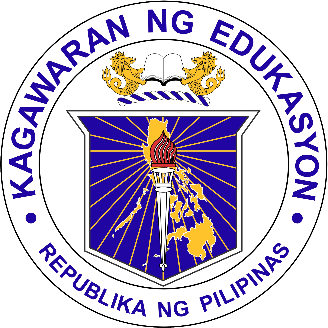 KAGAWARAN NG EDUKASYON
REPUBLIKA NG PILIPINAS